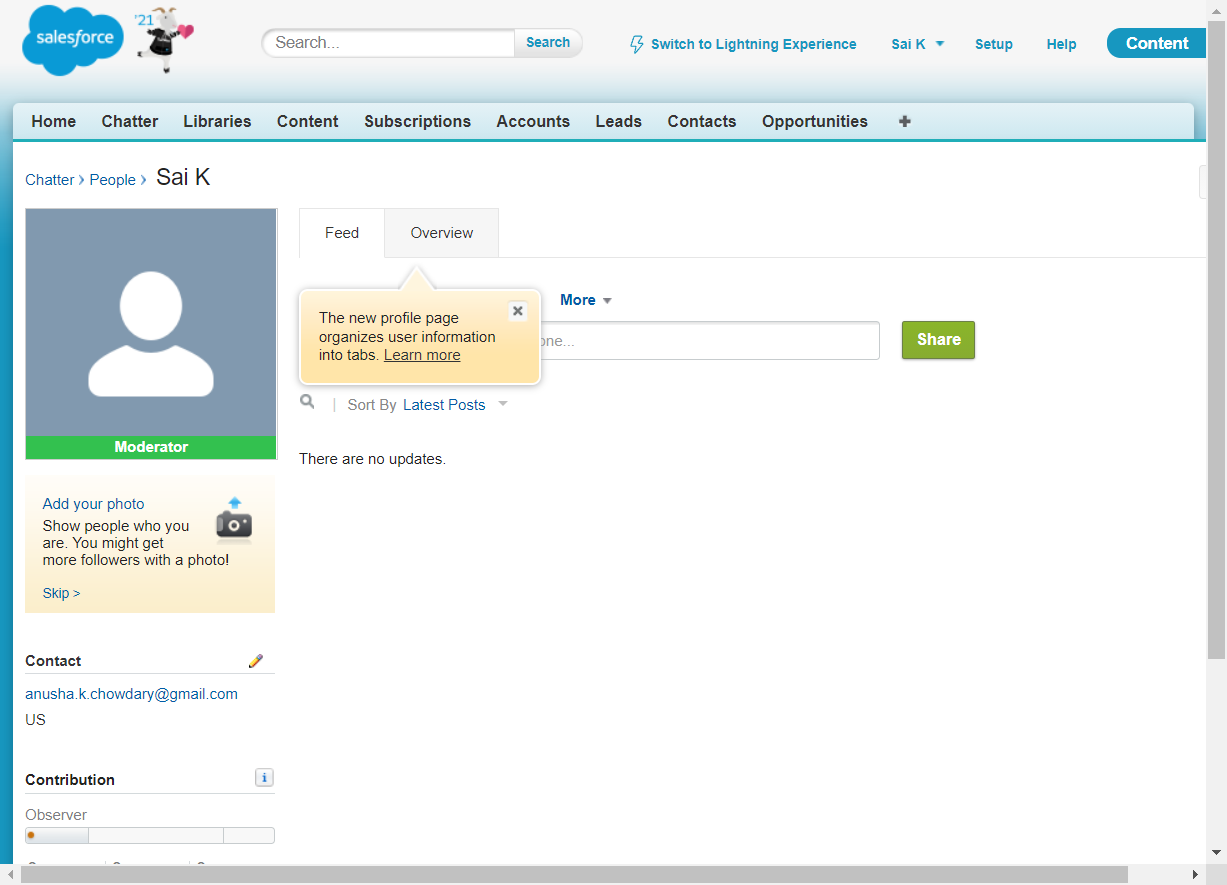 salesforce
'21
Search...
Search
Switch to Lightning Experience
Sai K
Setup
Help
Content
Home
Chatter
Libraries
Content
Subscriptions
Accounts
Leads
Contacts
Opportunities
Chatter › People › Sai K
Feed
Overview
More
The new profile page
organizes user information
into tabs. Learn more
one...
Share
Sort By Latest Posts
There are no updates.
Moderator
Add your photo
Show people who you
are. You might get
more followers with a photo!
Skip >
Contact
anusha.k.chowdary@gmail.com
US
Contribution
Observer